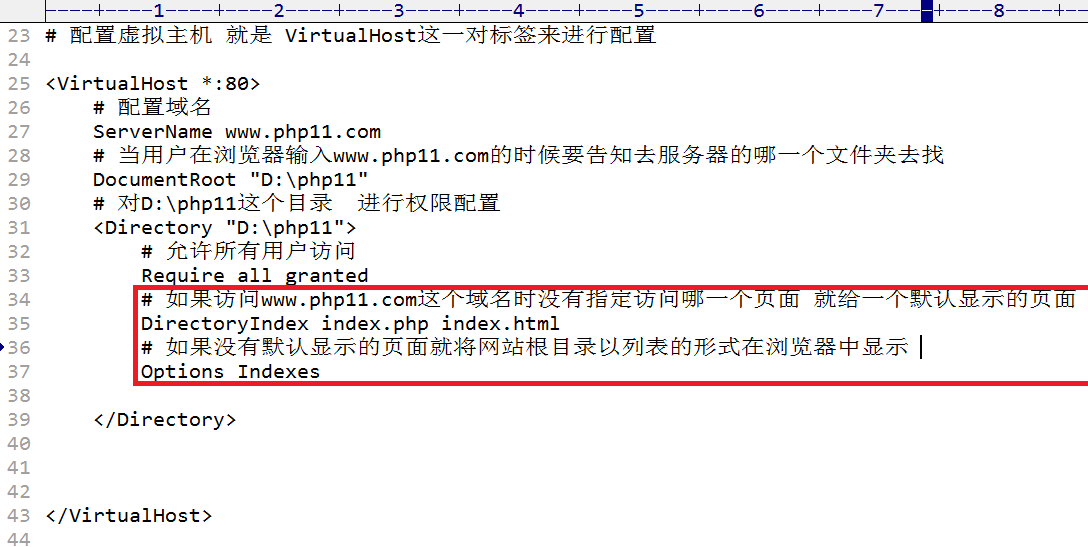 ----+----1----+----2----+----3----+----4----+----5----+----6----+----7----+----8----+--
23 # 配置虚拟主机 就是 VirtualHost这一对标签来进行配置
24
25 <VirtualHost *:80>
26     # 配置域名
27     ServerName www.php11.com
28     # 当用户在浏览器输入www.php11.com的时候要告知去服务器的哪一个文件夹去找
29     DocumentRoot "D:\php11"
30     # 对D:\php11这个目录  进行权限配置
31     <Directory "D:\php11">
32         # 允许所有用户访问
33         Require all granted
34         # 如果访问www.php11.com这个域名时没有指定访问哪一个页面 就给一个默认显示的页面
35         DirectoryIndex index.php index.html
36         # 如果没有默认显示的页面就将网站根目录以列表的形式在浏览器中显示
37         Options Indexes
38
39     </Directory>
40
41
42
43 </VirtualHost>
44